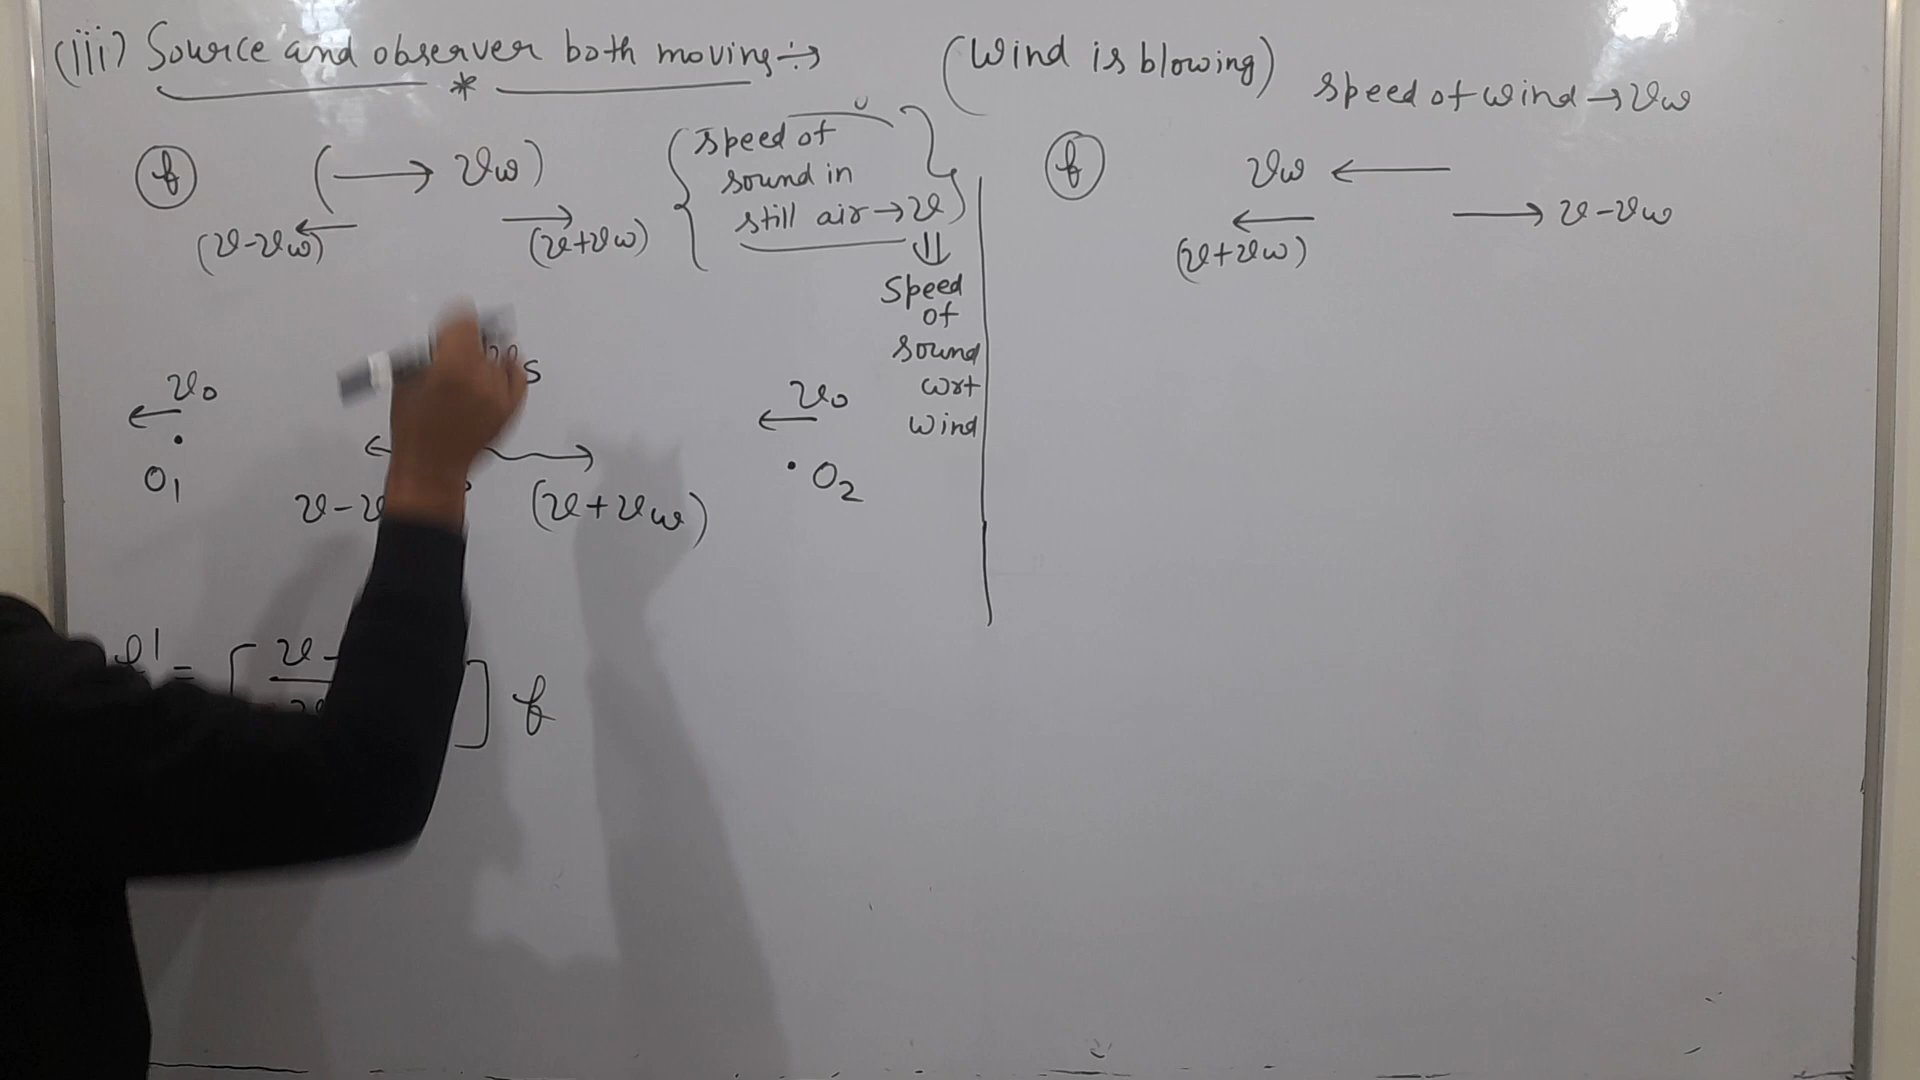 (iii) Source and observer both moving :→ (Wind is blowing)
*
speed of wind → vw
f (→ vw)
(v-vw) ← → (v+vw)
speed of
sound in
still air → v
⇓
Speed
of
sound
wrt
wind
f vw ←
← → v-vw
(v+vw)
vo
←
O1
s
← →
v- (v+vw)
vo
←
O2
f' = [ v- ] f